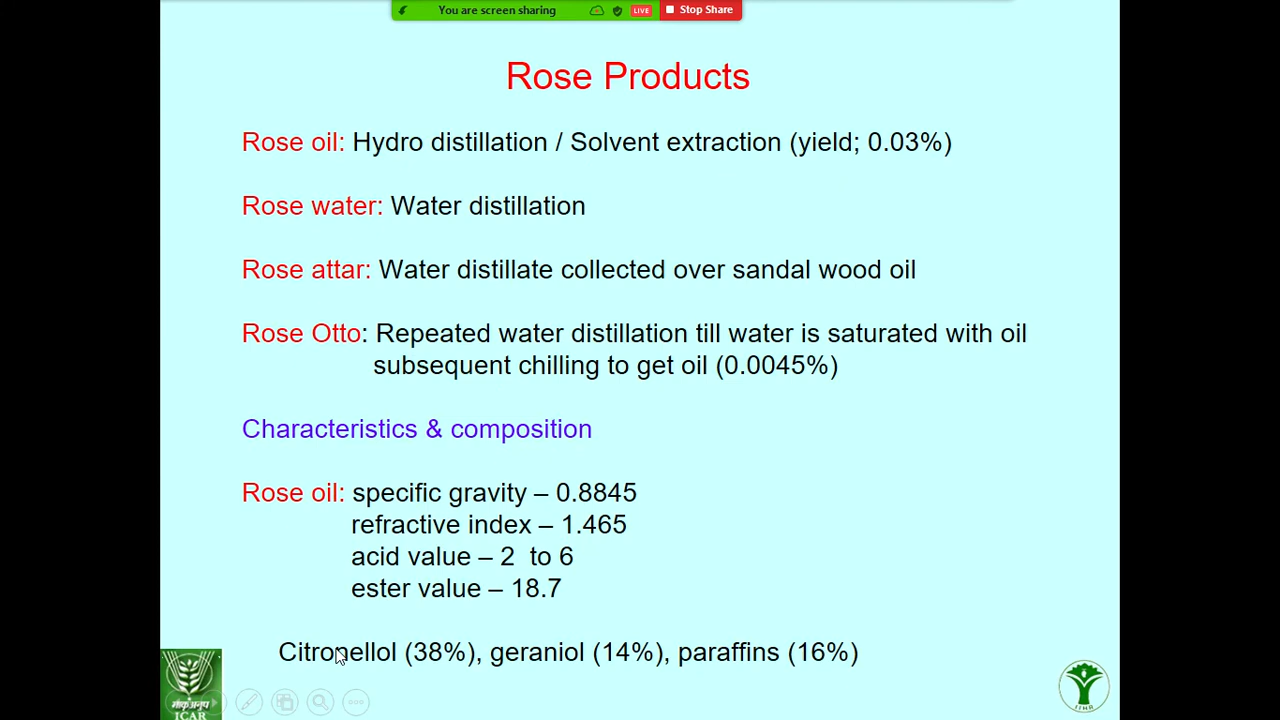 You are screen sharing LIVE Stop Share
Rose Products
Rose oil: Hydro distillation / Solvent extraction (yield; 0.03%)
Rose water: Water distillation
Rose attar: Water distillate collected over sandal wood oil
Rose Otto: Repeated water distillation till water is saturated with oil
subsequent chilling to get oil (0.0045%)
Characteristics & composition
Rose oil: specific gravity – 0.8845
refractive index – 1.465
acid value – 2 to 6
ester value – 18.7
Citronellol (38%), geraniol (14%), paraffins (16%)
भाकृअनुप
ICAR
IIHR